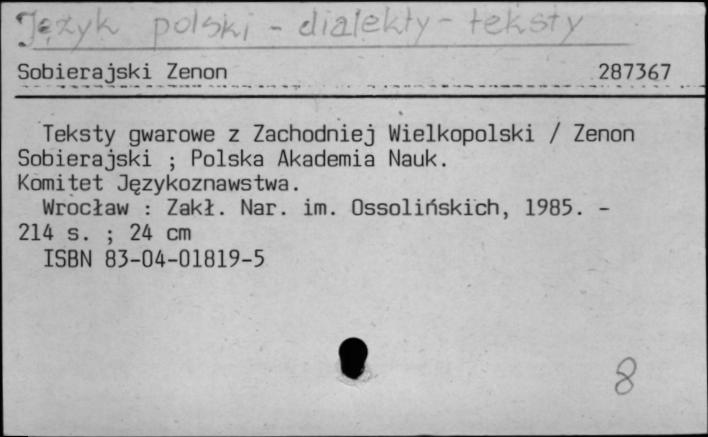 Język polski - dialekty - teksty
Sobierajski Zenon 287367
Teksty gwarowe z Zachodniej Wielkopolski / Zenon
Sobierajski ; Polska Akademia Nauk.
Komitet Językoznawstwa.
Wrocław : Zakł. Nar. im. Ossolińskich, 1985. -
214 s. ; 24 cm
ISBN 83-04-01819-5
8